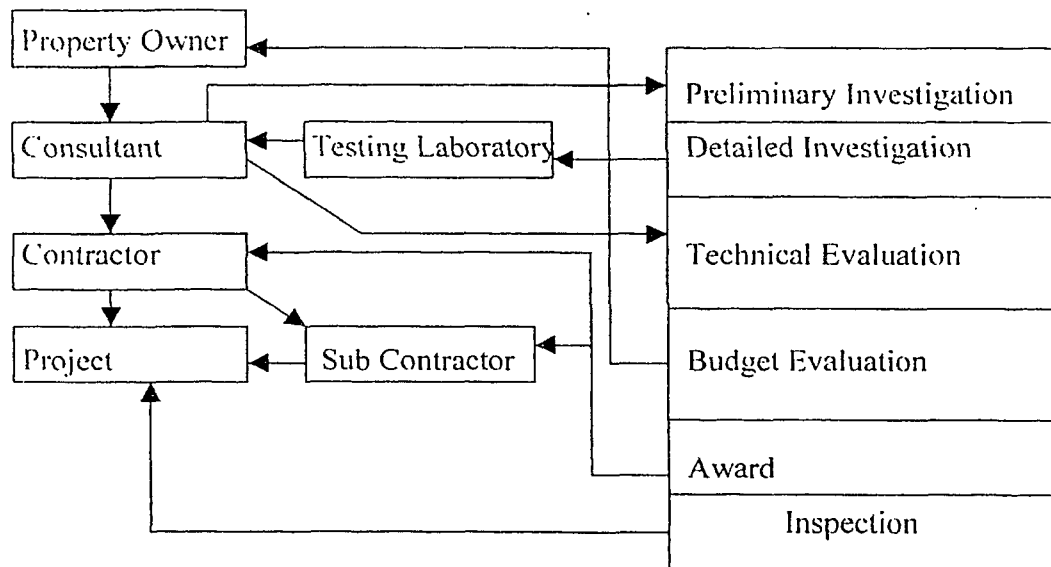 Property Owner
Consultant
Testing Laboratory
Contractor
Project
Sub Contractor
Preliminary Investigation
Detailed Investigation
Technical Evaluation
Budget Evaluation
Award
Inspection